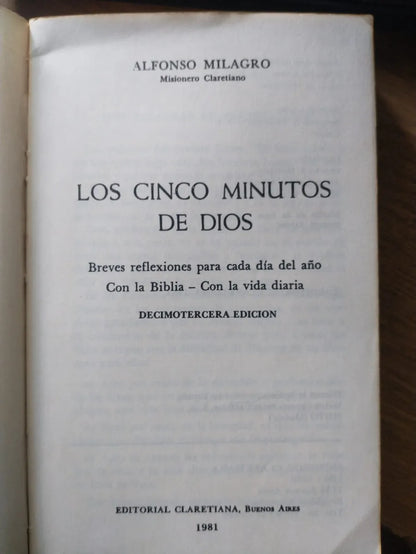 ALFONSO MILAGRO
Misionero Claretiano
LOS CINCO MINUTOS
DE DIOS
Breves reflexiones para cada día del año
Con la Biblia – Con la vida diaria
DECIMOTERCERA EDICION
EDITORIAL CLARETIANA, BUENOS AIRES
1981